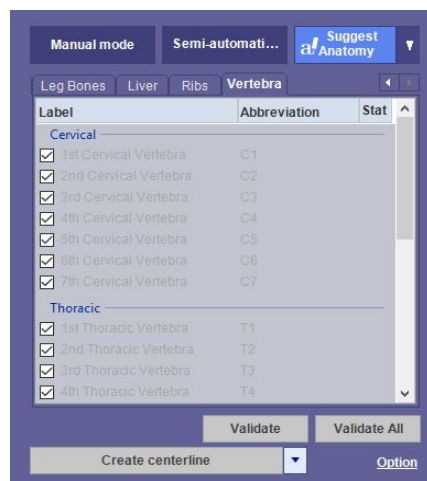 Manual mode Semi-automati... a! Suggest Anatomy
Leg Bones Liver Ribs Vertebra
Label Abbreviation Stat
Cervical
1st Cervical Vertebra C1
2nd Cervical Vertebra C2
3rd Cervical Vertebra C3
4th Cervical Vertebra C4
5th Cervical Vertebra C5
6th Cervical Vertebra C6
7th Cervical Vertebra C7
Thoracic
1st Thoracic Vertebra T1
2nd Thoracic Vertebra T2
3rd Thoracic Vertebra T3
4th Thoracic Vertebra T4
Validate Validate All
Create centerline Option